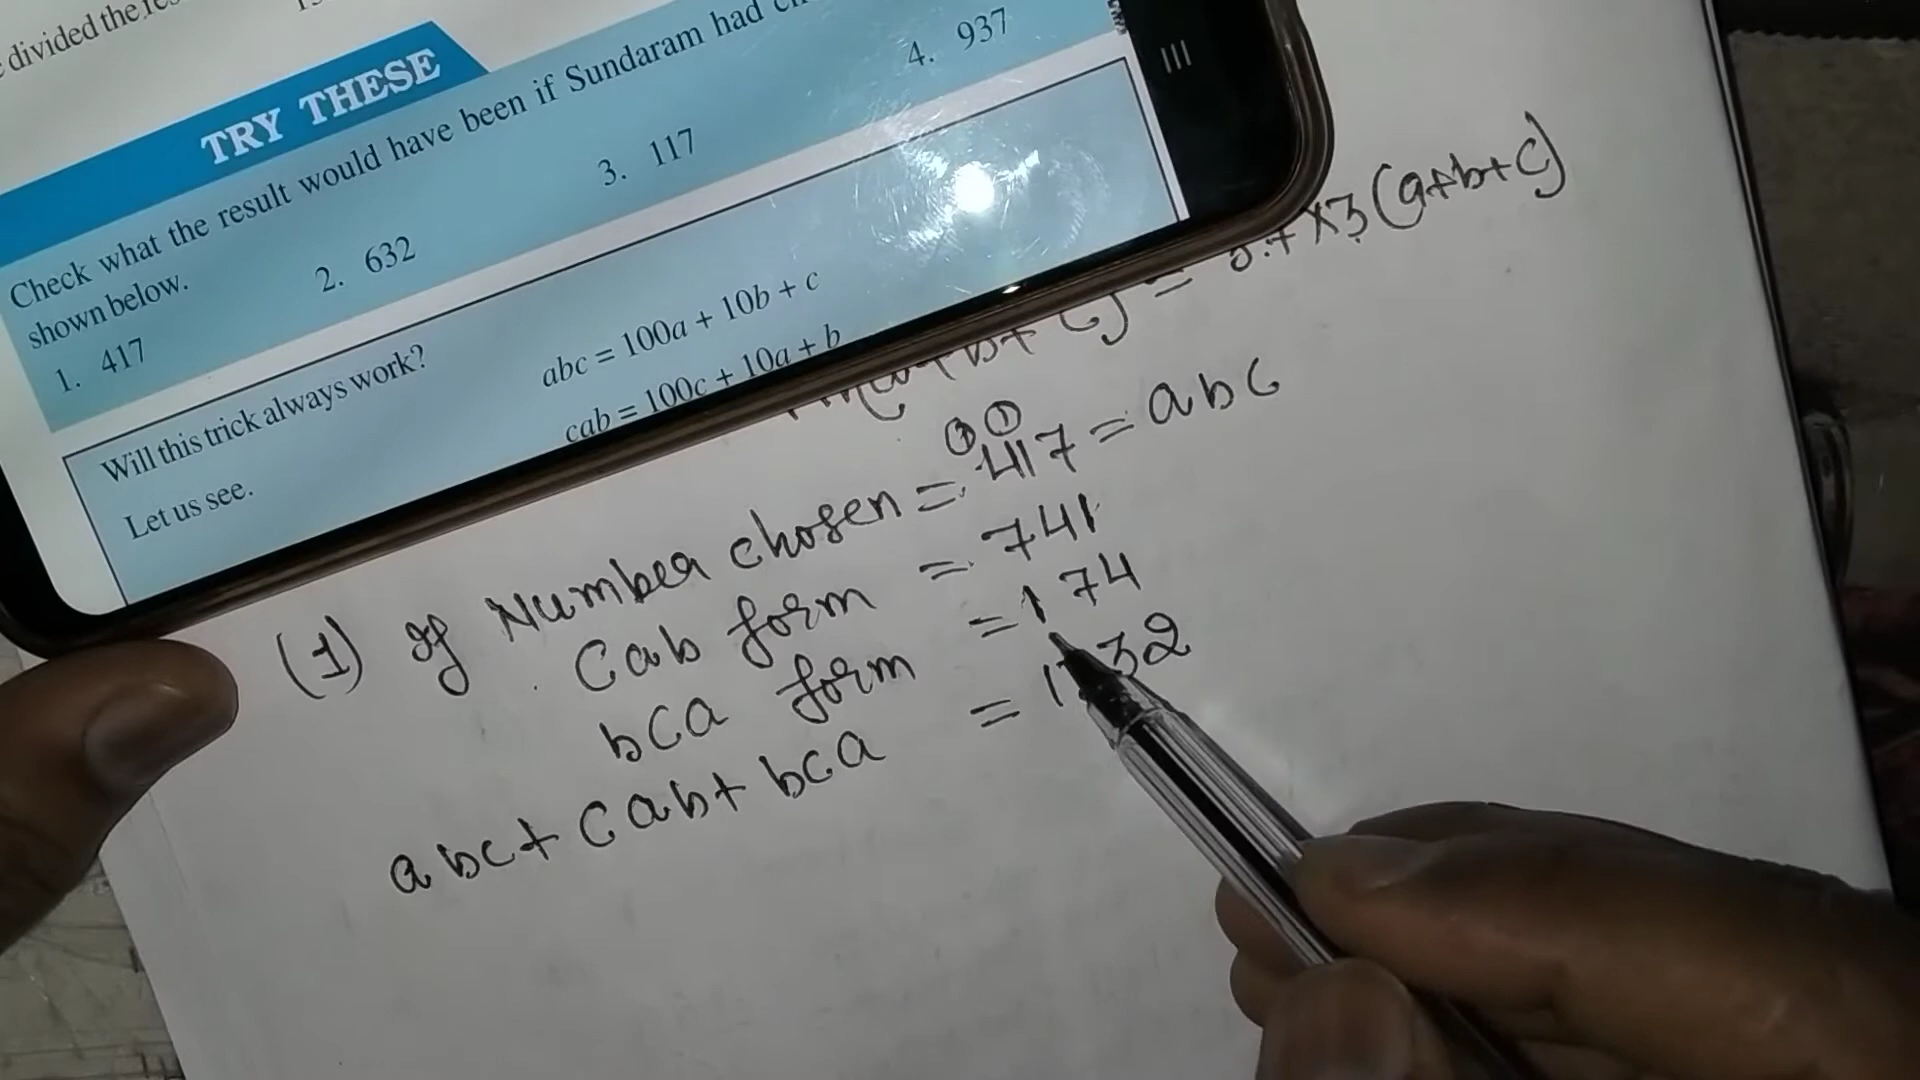 divided the
TRY THESE
Check what the result would have been if Sundaram had
shown below.
1. 417 2. 632 3. 117 4. 937
Will this trick always work?
Let us see.
abc = 100a + 10b + c
cab = 100c + 10a + b
= 3.7 X3 (a+b+c)
(1) If Number chosen = 417 = abc
Cab form = 741
bCa form = 174
abc + Cab + bca = 1332